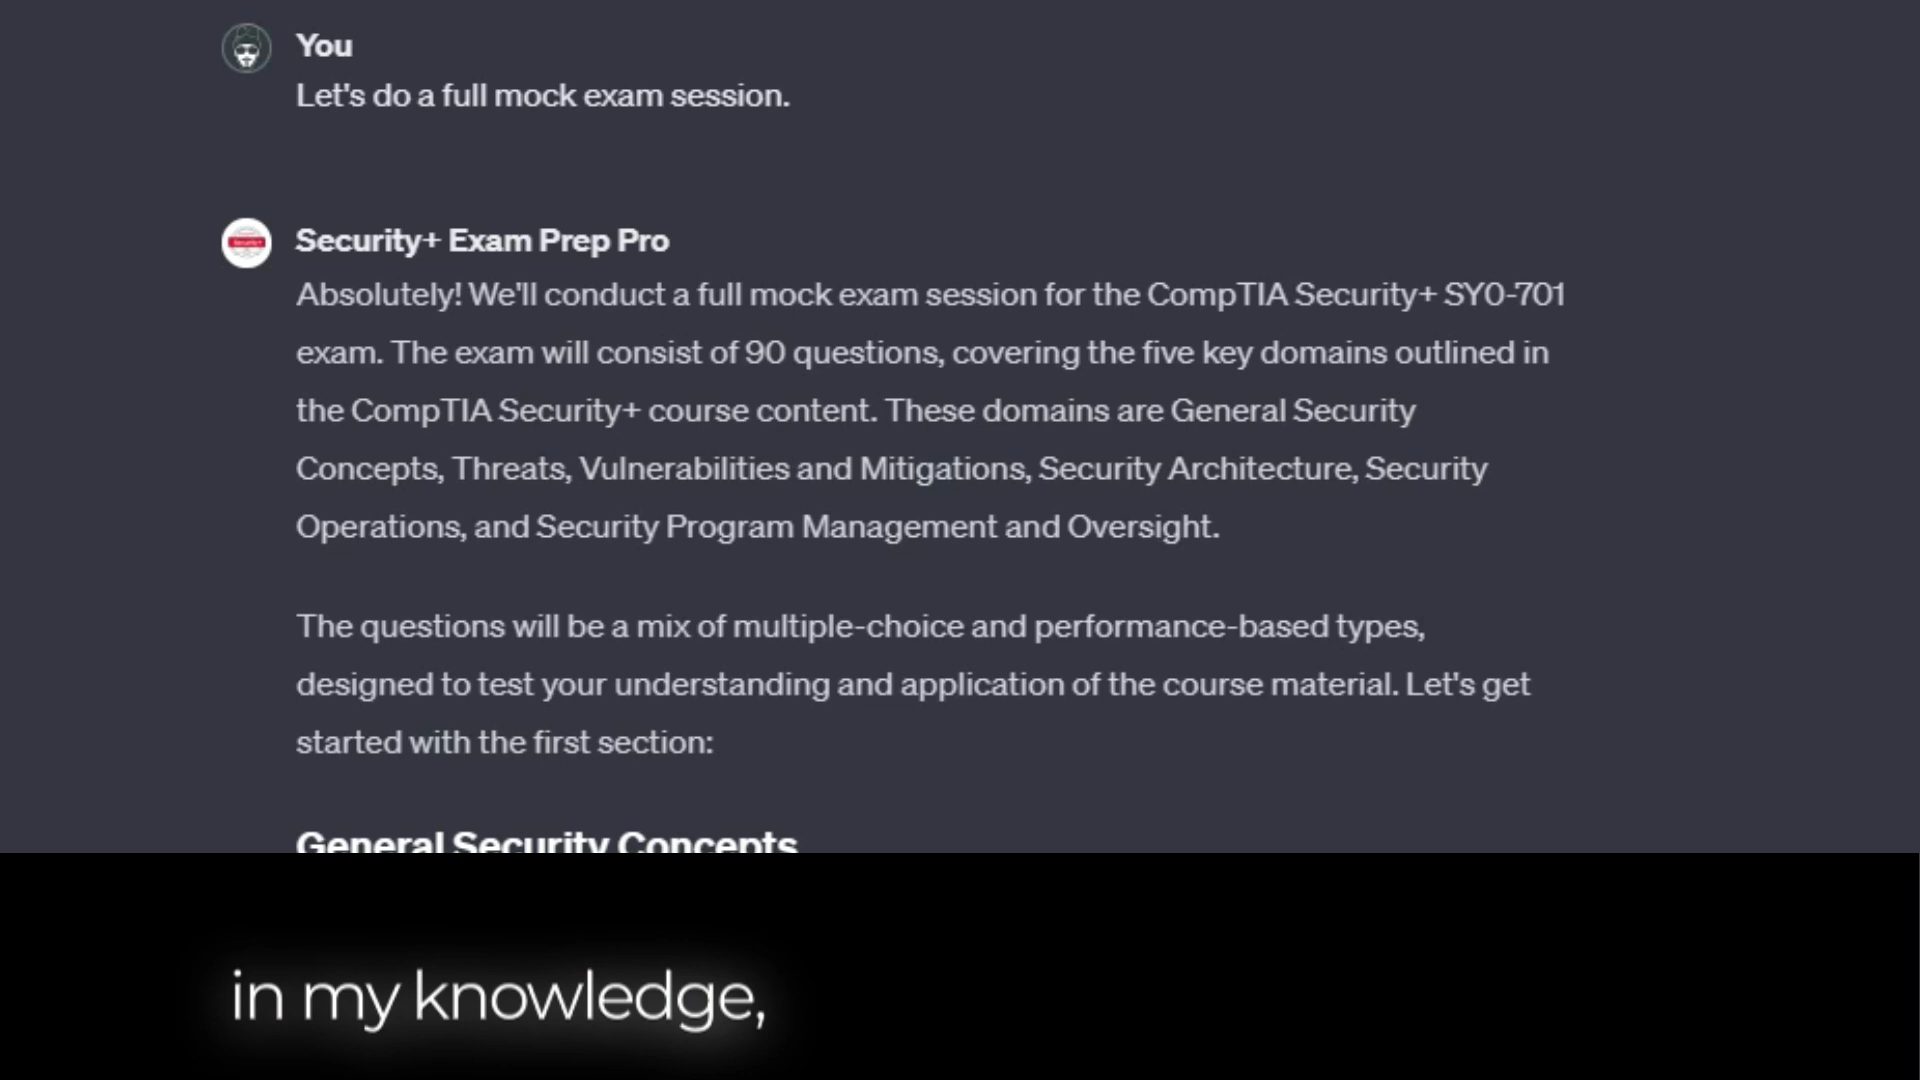 You
Let's do a full mock exam session.
Security+ Exam Prep Pro
Absolutely! We'll conduct a full mock exam session for the CompTIA Security+ SY0-701
exam. The exam will consist of 90 questions, covering the five key domains outlined in
the CompTIA Security+ course content. These domains are General Security
Concepts, Threats, Vulnerabilities and Mitigations, Security Architecture, Security
Operations, and Security Program Management and Oversight.
The questions will be a mix of multiple-choice and performance-based types,
designed to test your understanding and application of the course material. Let's get
started with the first section:
General Security Concepts
in my knowledge,